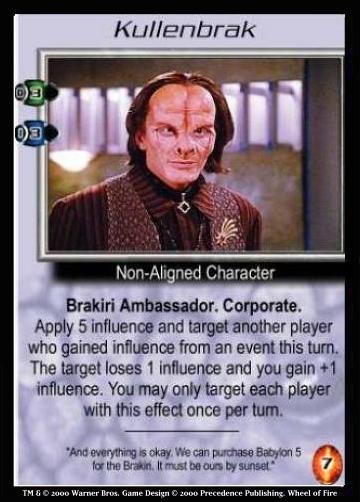 Kullenbrak
D 3
D 3
Non-Aligned Character
Brakiri Ambassador. Corporate.
Apply 5 influence and target another player
who gained influence from an event this turn.
The target loses 1 influence and you gain +1
influence. You may only target each player
with this effect once per turn.
"And everything is okay. We can purchase Babylon 5
for the Brakiri. It must be ours by sunset."
7
TM & © 2000 Warner Bros. Game Design © 2000 Precedence Publishing. Wheel of Fire